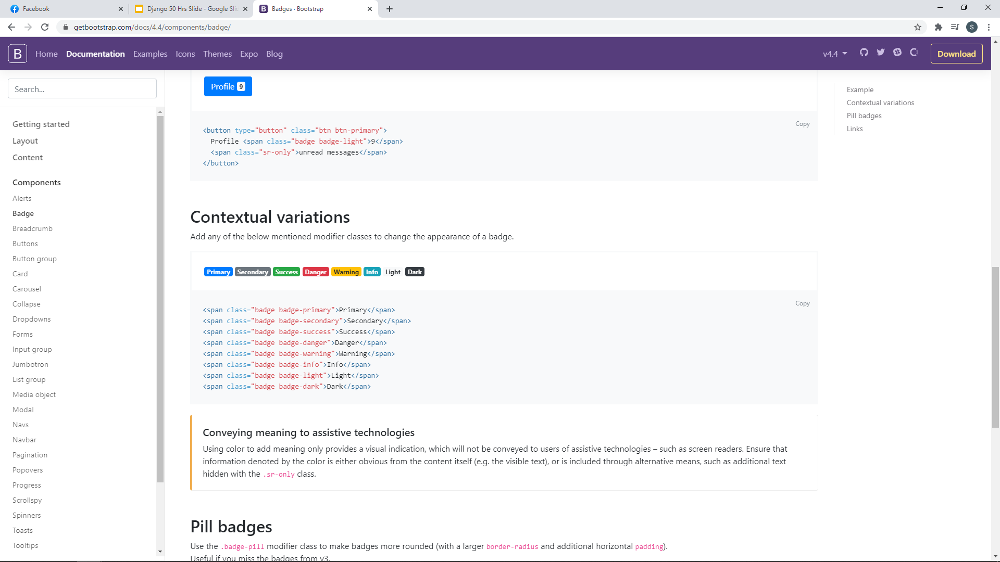 Facebook
Django 50 Hrs Slide - Google Slid
Badges · Bootstrap
getbootstrap.com/docs/4.4/components/badge/
S
B Home Documentation Examples Icons Themes Expo Blog v4.4 Download
Search...
Getting started
Layout
Content
Components
Alerts
Badge
Breadcrumb
Buttons
Button group
Card
Carousel
Collapse
Dropdowns
Forms
Input group
Jumbotron
List group
Media object
Modal
Navs
Navbar
Pagination
Popovers
Progress
Scrollspy
Spinners
Toasts
Tooltips
Profile 9
Copy
<button type="button" class="btn btn-primary">
  Profile <span class="badge badge-light">9</span>
  <span class="sr-only">unread messages</span>
</button>
Contextual variations
Add any of the below mentioned modifier classes to change the appearance of a badge.
Primary Secondary Success Danger Warning Info Light Dark
Copy
<span class="badge badge-primary">Primary</span>
<span class="badge badge-secondary">Secondary</span>
<span class="badge badge-success">Success</span>
<span class="badge badge-danger">Danger</span>
<span class="badge badge-warning">Warning</span>
<span class="badge badge-info">Info</span>
<span class="badge badge-light">Light</span>
<span class="badge badge-dark">Dark</span>
Conveying meaning to assistive technologies
Using color to add meaning only provides a visual indication, which will not be conveyed to users of assistive technologies – such as screen readers. Ensure that
information denoted by the color is either obvious from the content itself (e.g. the visible text), or is included through alternative means, such as additional text
hidden with the .sr-only class.
Pill badges
Use the .badge-pill modifier class to make badges more rounded (with a larger border-radius and additional horizontal padding).
Useful if you miss the badges from v3.
Example
Contextual variations
Pill badges
Links